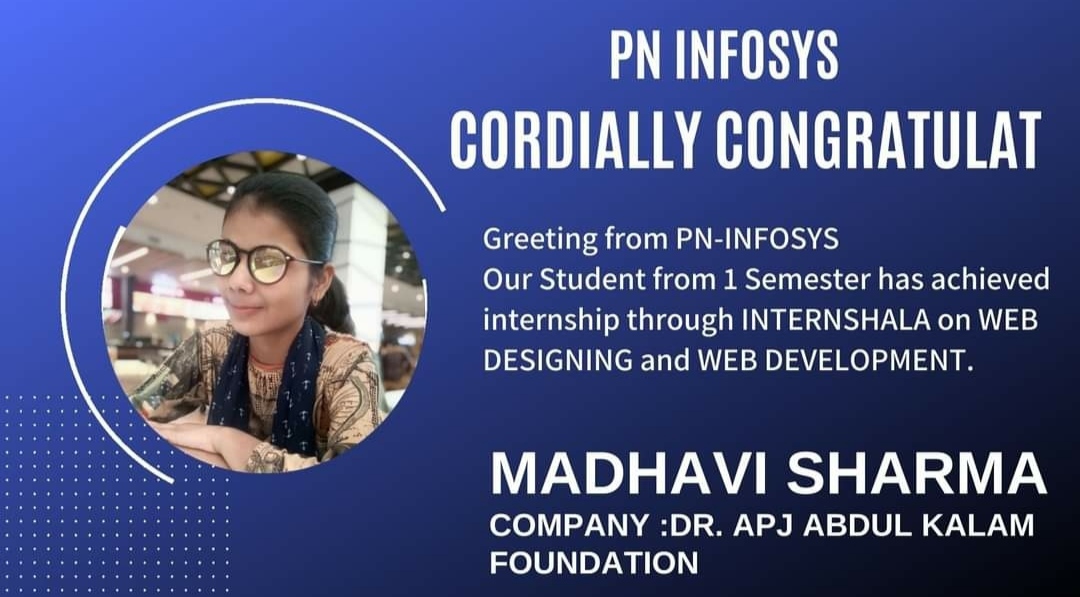 PN INFOSYS
CORDIALLY CONGRATULAT
Greeting from PN-INFOSYS
Our Student from 1 Semester has achieved
internship through INTERNSHALA on WEB
DESIGNING and WEB DEVELOPMENT.
MADHAVI SHARMA
COMPANY :DR. APJ ABDUL KALAM
FOUNDATION